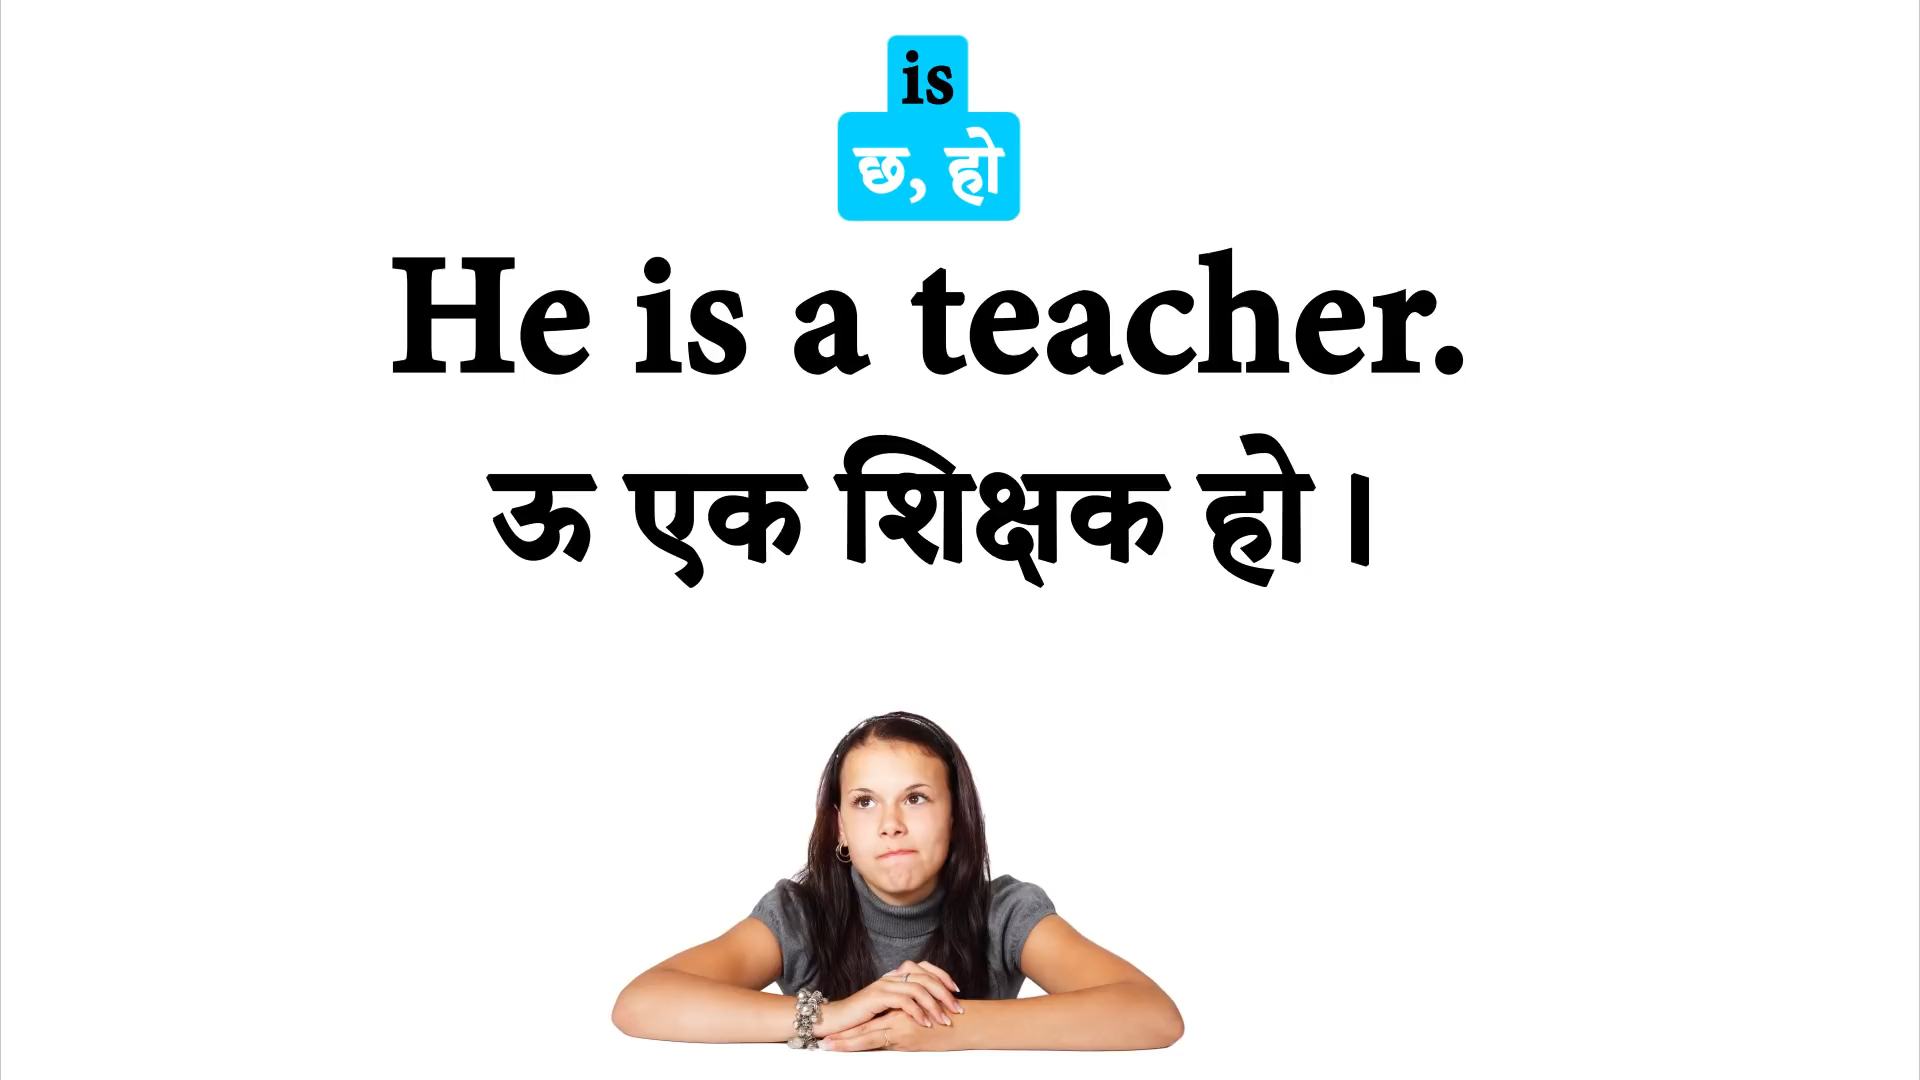 is
छ, हो
He is a teacher.
ऊ एक शिक्षक हो।